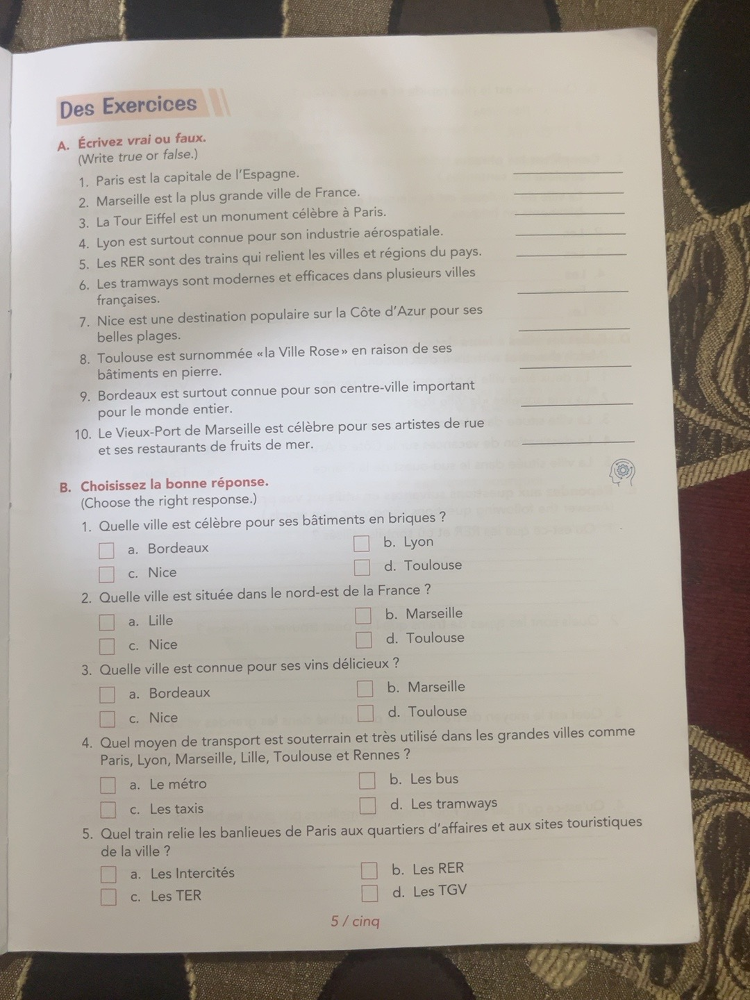 Des Exercices
A. Écrivez vrai ou faux.
(Write true or false.)
1. Paris est la capitale de l'Espagne.
2. Marseille est la plus grande ville de France.
3. La Tour Eiffel est un monument célèbre à Paris.
4. Lyon est surtout connue pour son industrie aérospatiale.
5. Les RER sont des trains qui relient les villes et régions du pays.
6. Les tramways sont modernes et efficaces dans plusieurs villes
françaises.
7. Nice est une destination populaire sur la Côte d'Azur pour ses
belles plages.
8. Toulouse est surnommée «la Ville Rose» en raison de ses
bâtiments en pierre.
9. Bordeaux est surtout connue pour son centre-ville important
pour le monde entier.
10. Le Vieux-Port de Marseille est célèbre pour ses artistes de rue
et ses restaurants de fruits de mer.
B. Choisissez la bonne réponse.
(Choose the right response.)
1. Quelle ville est célèbre pour ses bâtiments en briques ?
a. Bordeaux b. Lyon
c. Nice d. Toulouse
2. Quelle ville est située dans le nord-est de la France ?
a. Lille b. Marseille
c. Nice d. Toulouse
3. Quelle ville est connue pour ses vins délicieux ?
a. Bordeaux b. Marseille
c. Nice d. Toulouse
4. Quel moyen de transport est souterrain et très utilisé dans les grandes villes comme
Paris, Lyon, Marseille, Lille, Toulouse et Rennes ?
a. Le métro b. Les bus
c. Les taxis d. Les tramways
5. Quel train relie les banlieues de Paris aux quartiers d'affaires et aux sites touristiques
de la ville ?
a. Les Intercités b. Les RER
c. Les TER d. Les TGV
5 / cinq